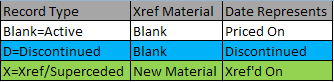 Record Type Xref Material Date Represents
Blank=Active Blank Priced On
D=Discontinued Blank Discontinued
X=Xref/Superceded New Material Xref'd On